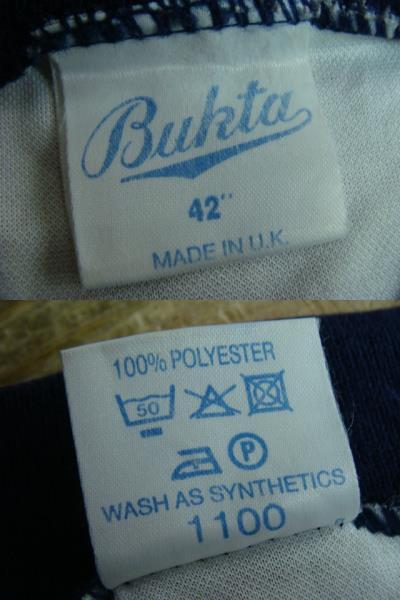 Bukta
42"
MADE IN U.K.
100% POLYESTER
50
P
WASH AS SYNTHETICS
1100